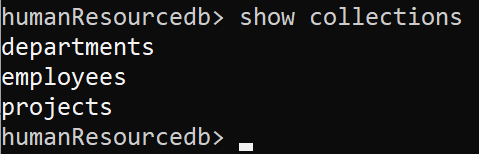 humanResourcedb> show collections
departments
employees
projects
humanResourcedb>